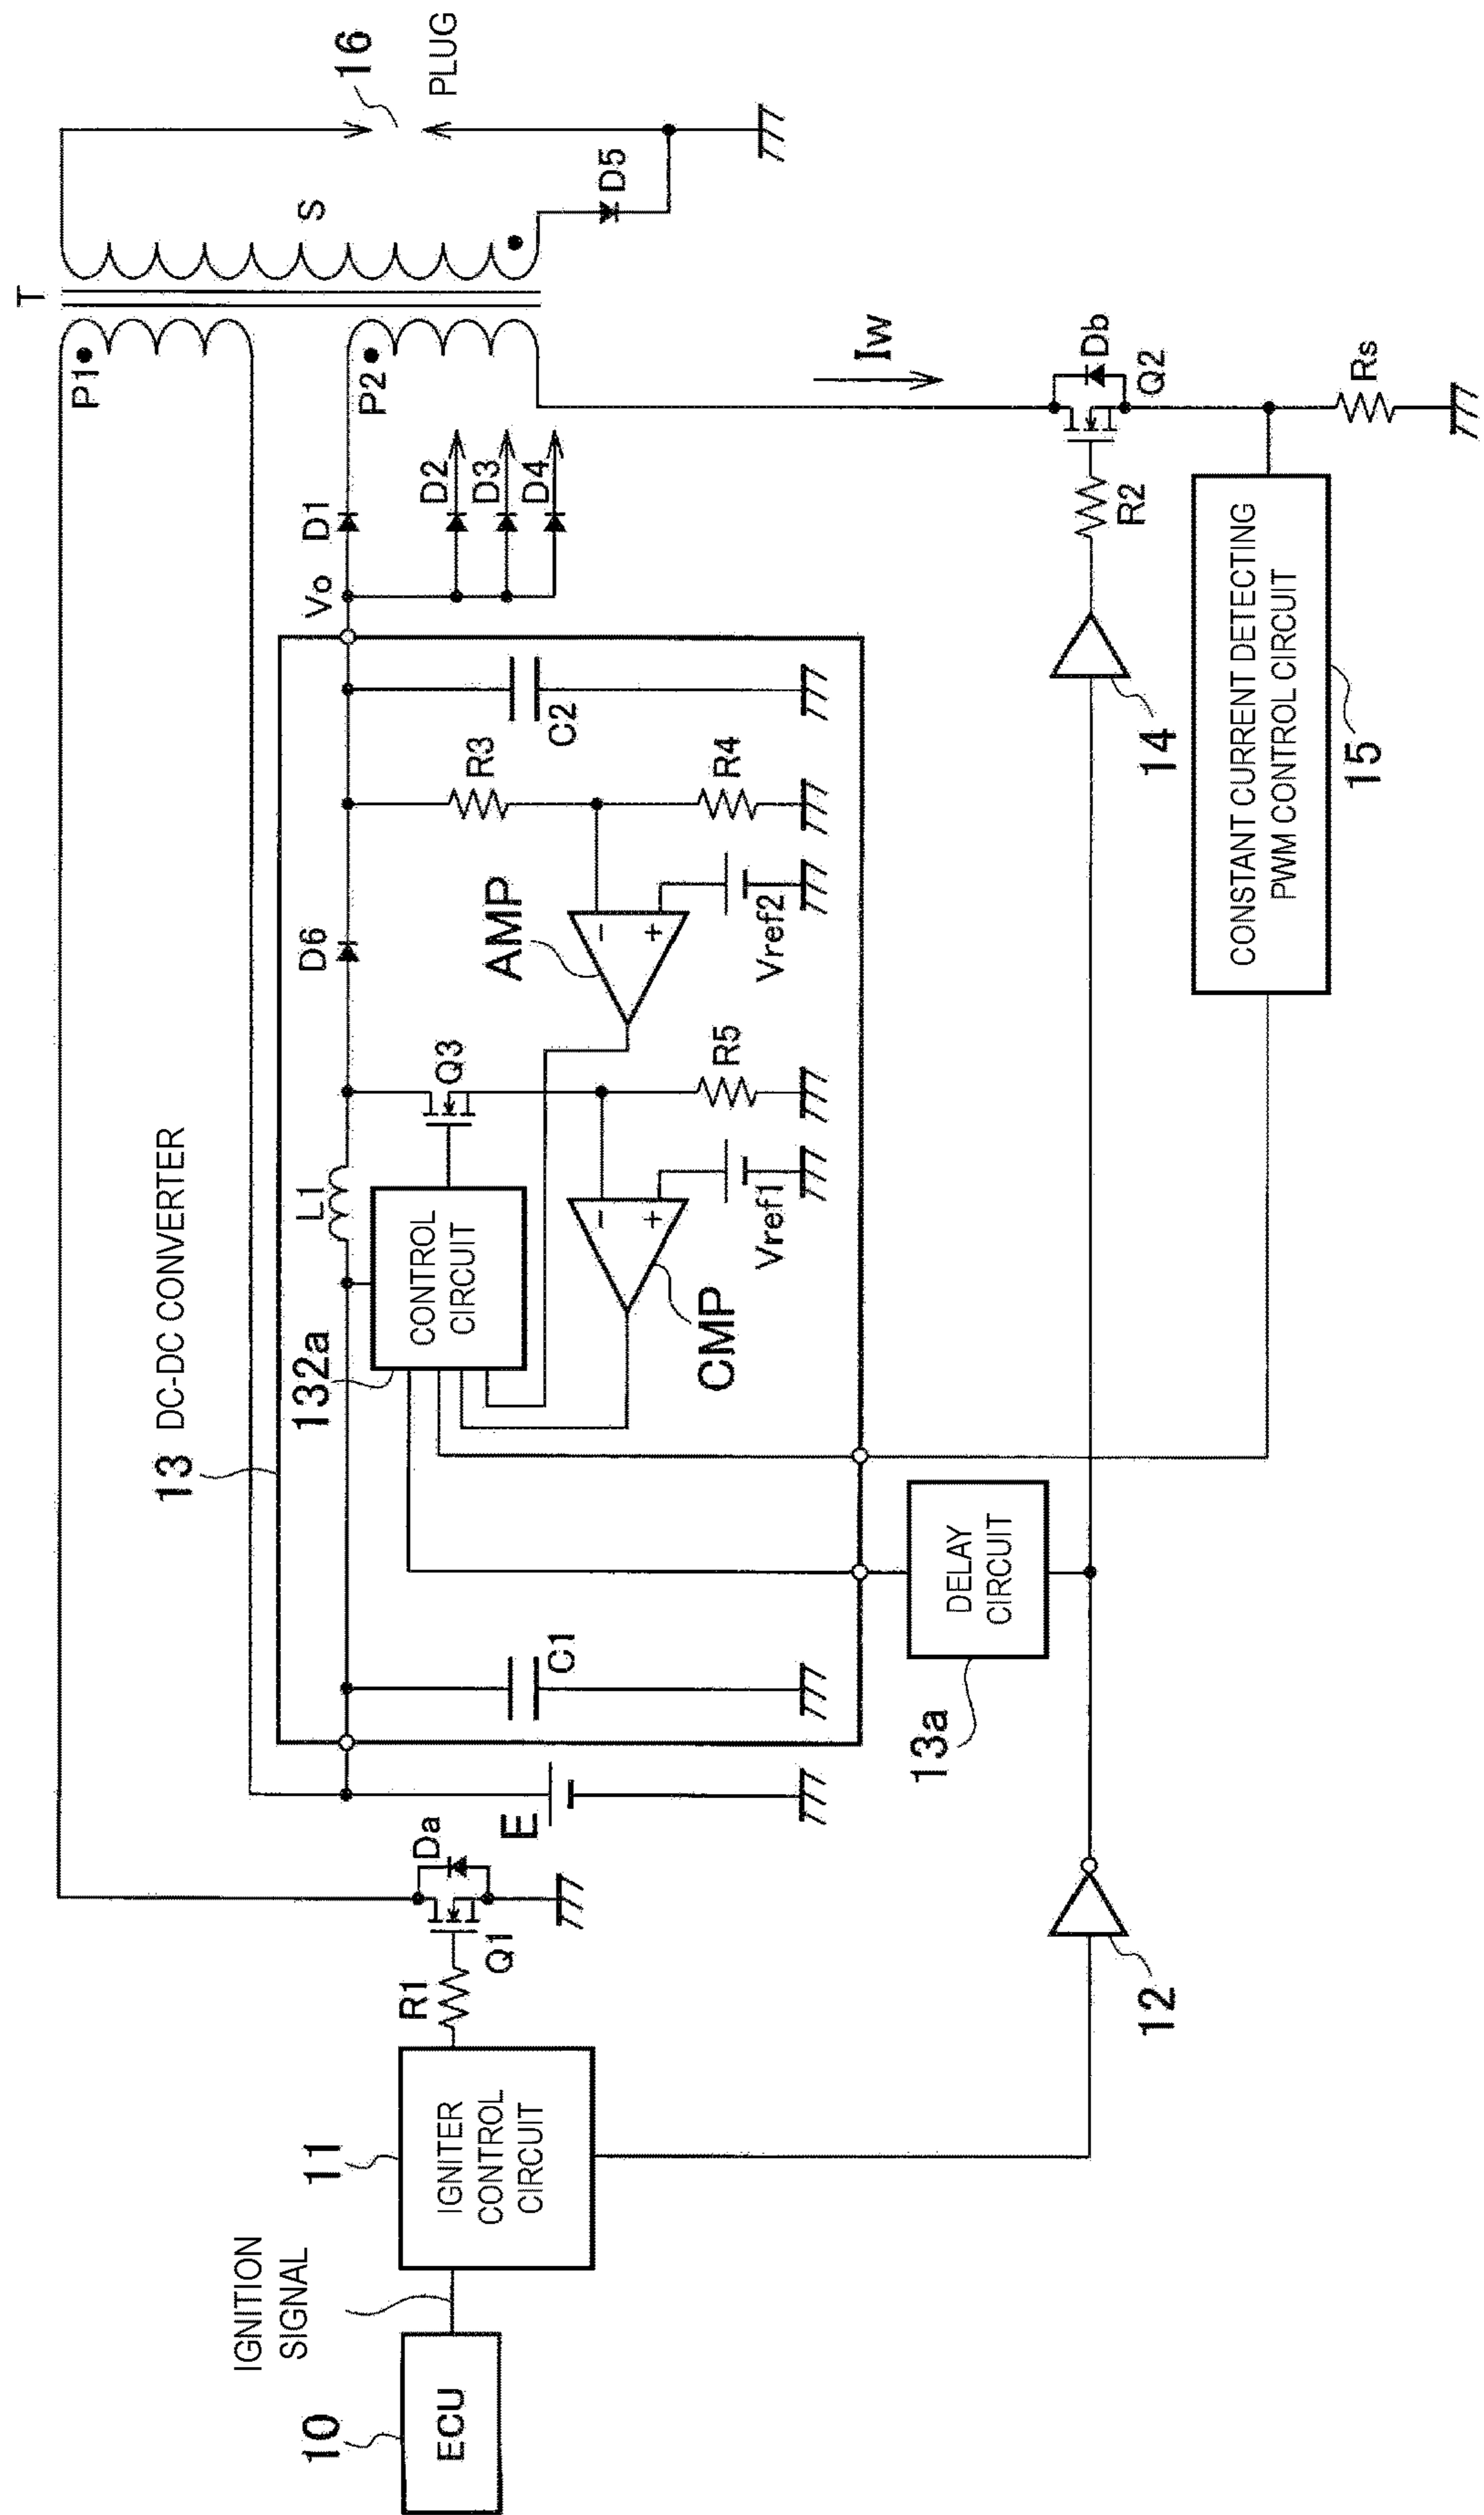 T
P1
S
16
PLUG
D5
P2
Iw
Db
Q2
Rs
D1
Vo
D2
D3
D4
R2
14
CONSTANT CURRENT DETECTING
PWM CONTROL CIRCUIT
15
13 DC-DC CONVERTER
D6
C2
R3
R4
AMP
−
+
Vref2
L1
Q3
R5
132a
CONTROL
CIRCUIT
−
+
Vref1
CMP
C1
DELAY
CIRCUIT
13a
E
Da
Q1
R1
12
11
IGNITER
CONTROL
CIRCUIT
IGNITION
SIGNAL
10
ECU